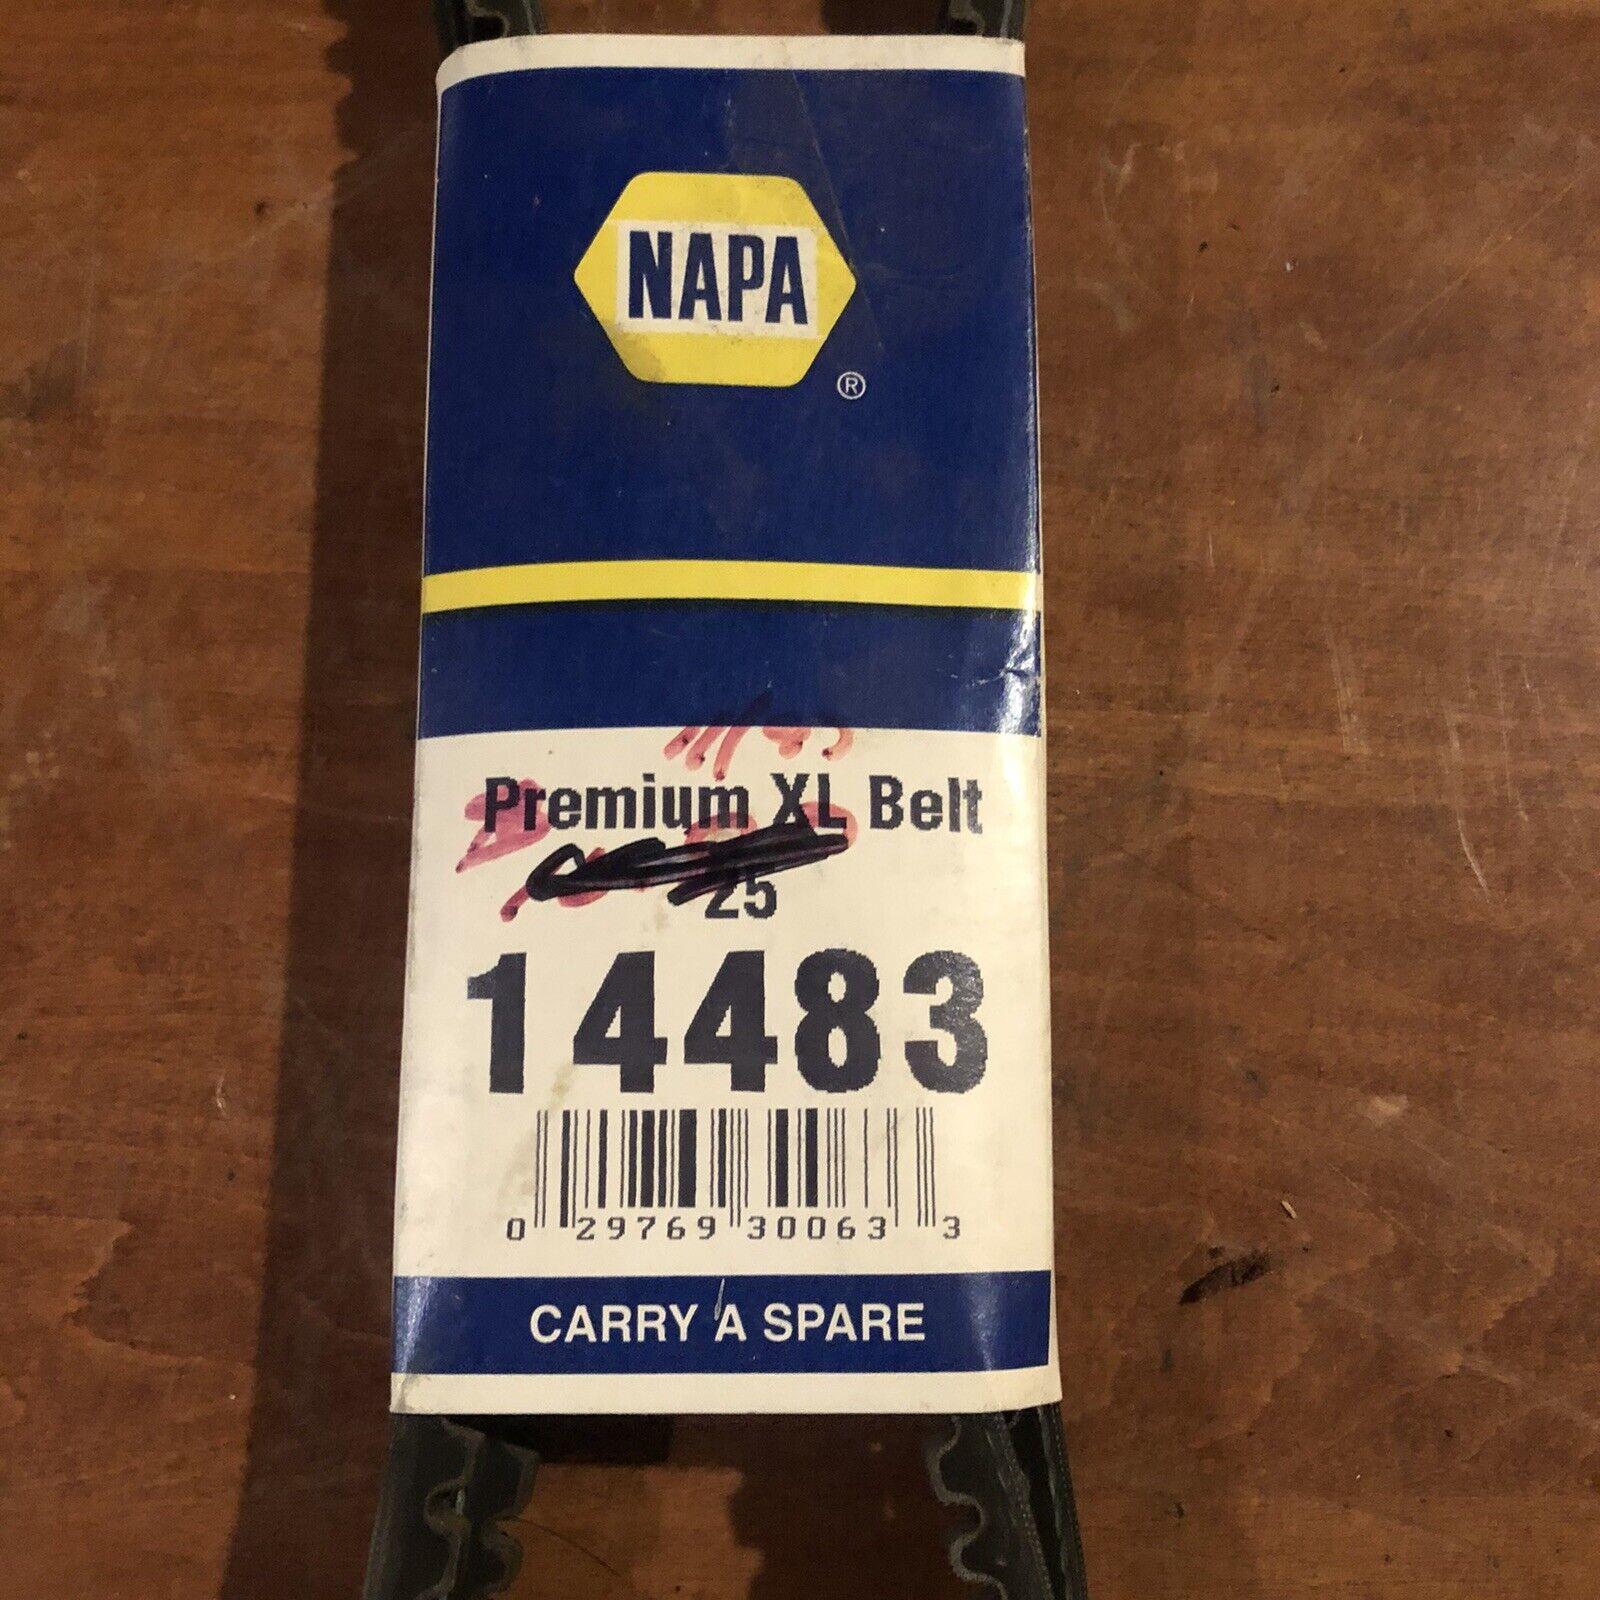 NAPA
®
Premium XL Belt
25
14483
0 29769 30063 3
CARRY A SPARE